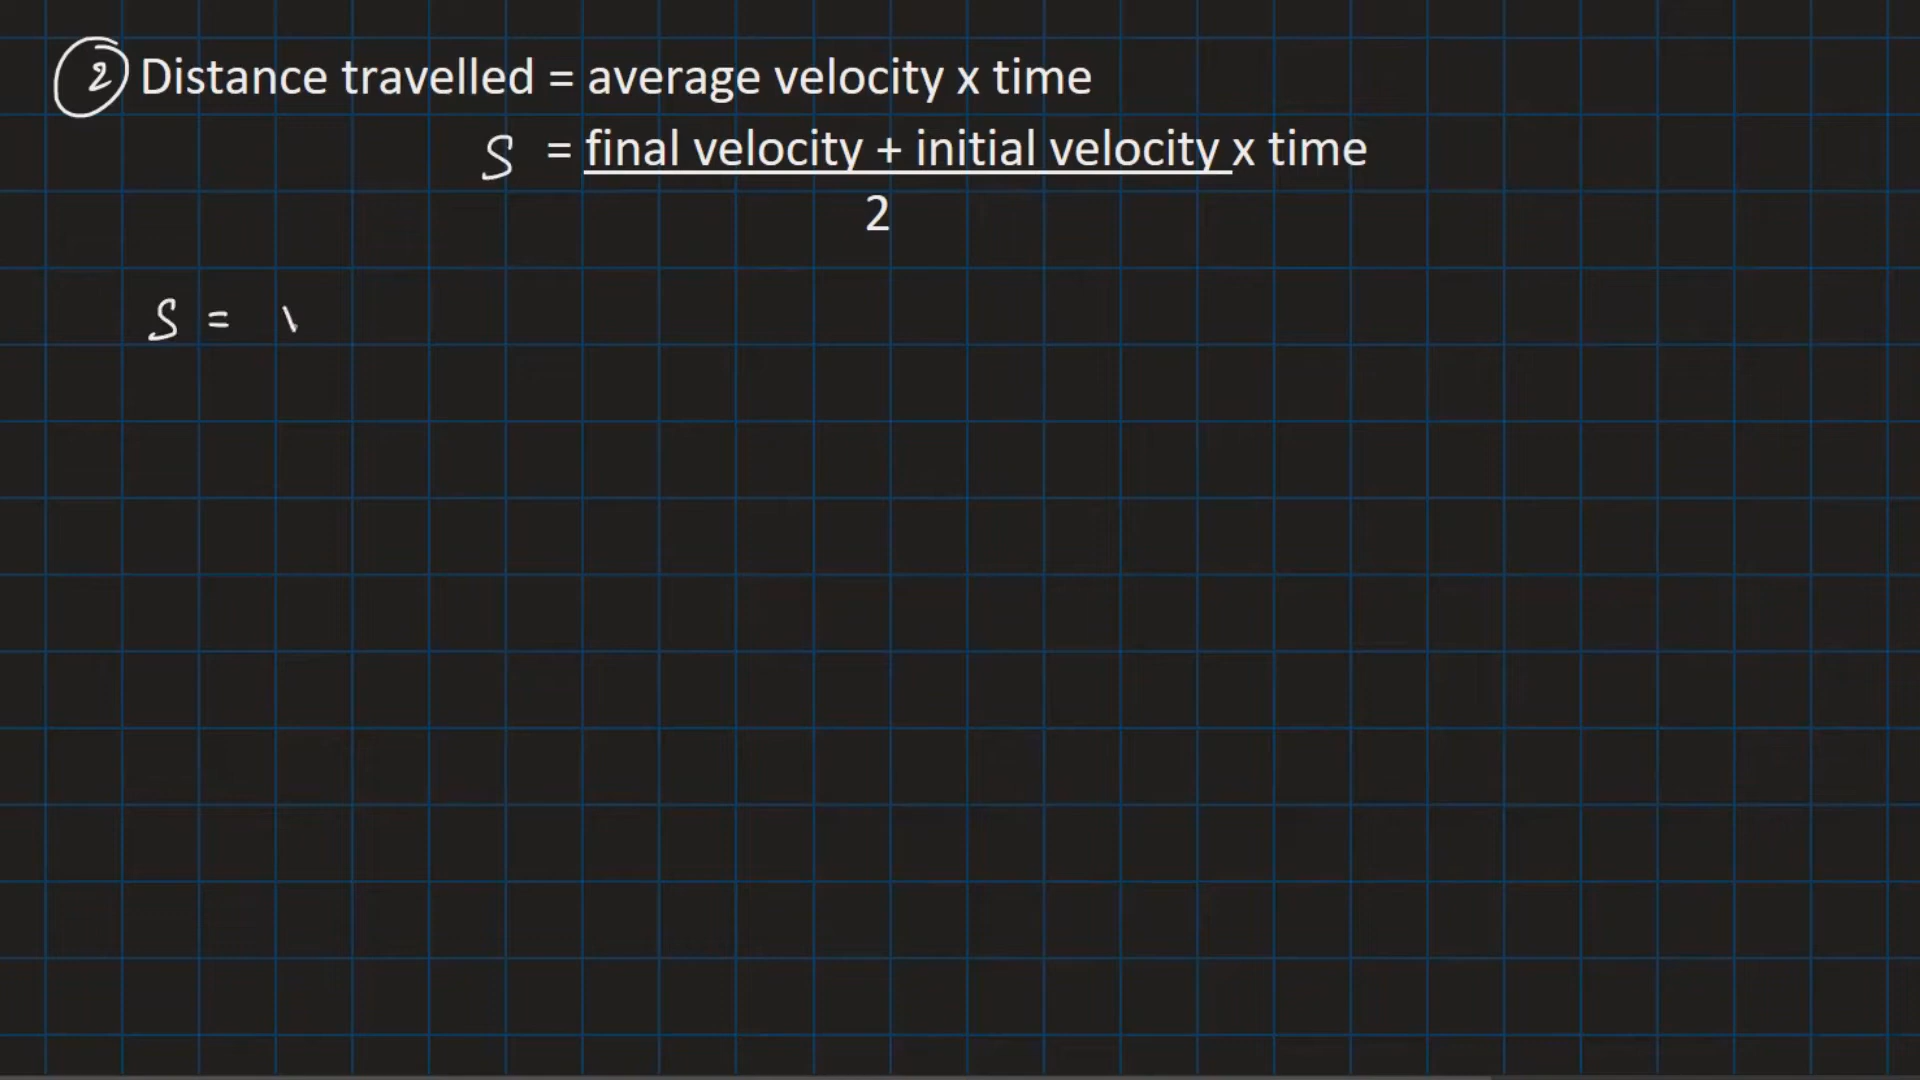 ② Distance travelled = average velocity x time
S = final velocity + initial velocity x time
2
S =